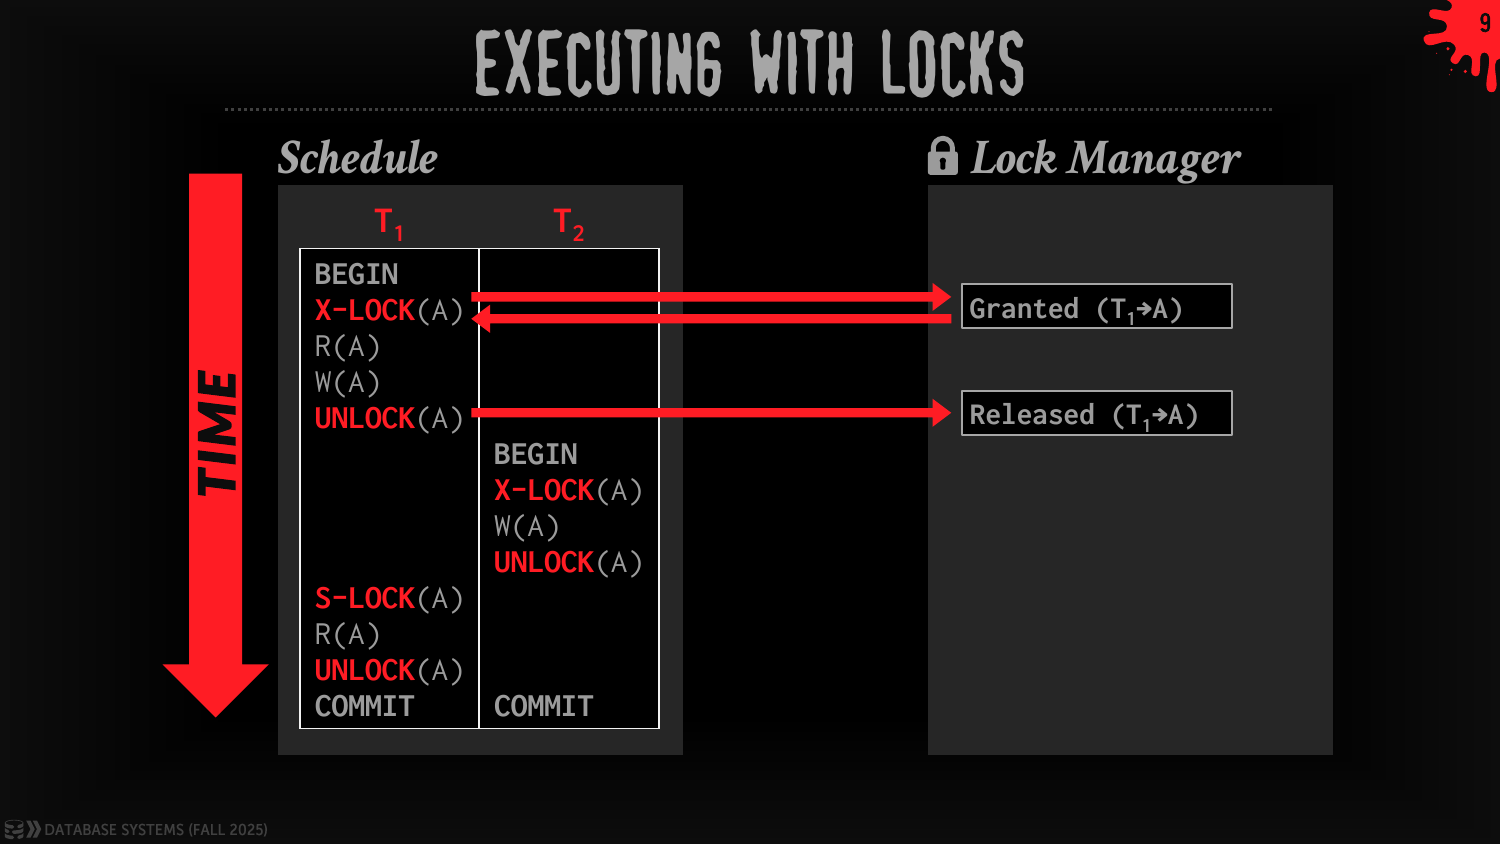 9
EXECUTING WITH LOCKS
Schedule
Lock Manager
TIME
T1 T2
BEGIN
X-LOCK(A)
R(A)
W(A)
UNLOCK(A)
BEGIN
X-LOCK(A)
W(A)
UNLOCK(A)
S-LOCK(A)
R(A)
UNLOCK(A)
COMMIT COMMIT
Granted (T1→A)
Released (T1→A)
DATABASE SYSTEMS (FALL 2025)